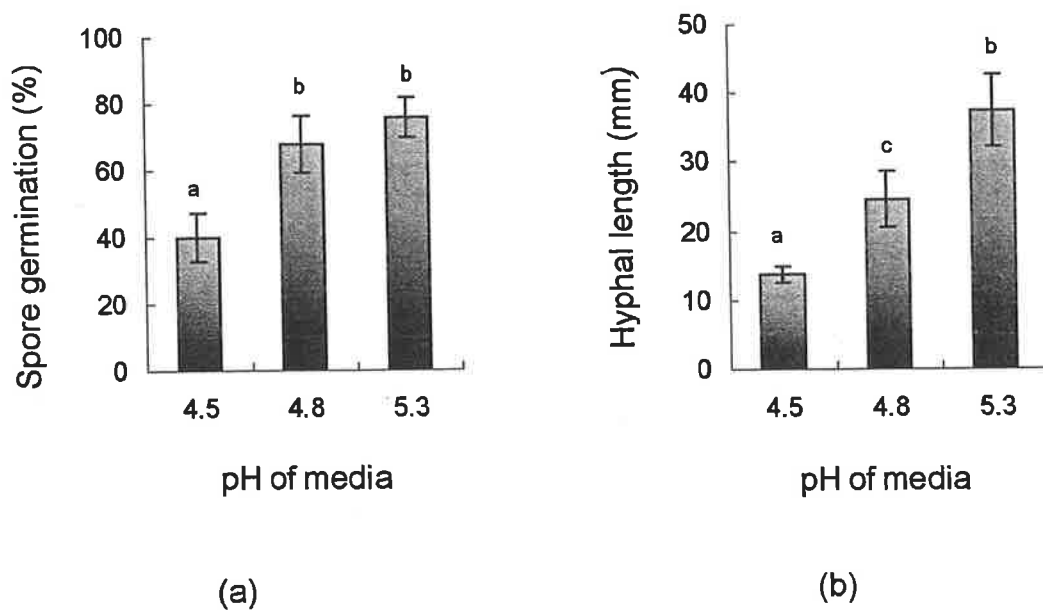 Spore germination (%)
100
80
60
40
20
0
a
b
b
4.5 4.8 5.3
pH of media
(a)
Hyphal length (mm)
50
40
30
20
10
0
a
c
b
4.5 4.8 5.3
pH of media
(b)